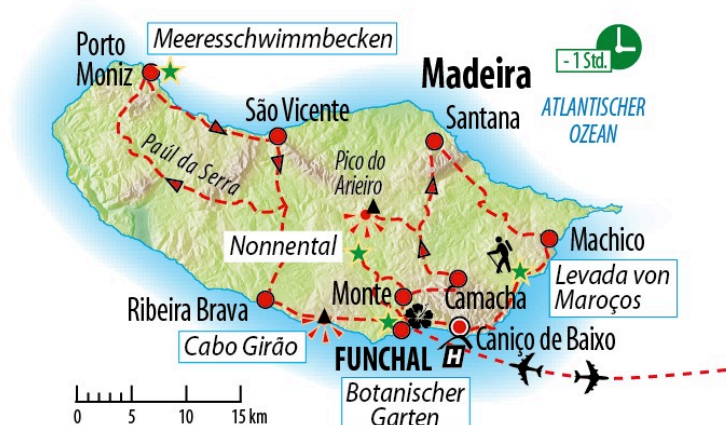 Porto
Moniz
Meeresschwimmbecken
- 1 Std.
Madeira
São Vicente
Santana
ATLANTISCHER
OZEAN
Paúl da Serra
Pico do
Arieiro
Nonnental
Machico
Levada von
Maroços
Monte
Camacha
Ribeira Brava
Cabo Girão
Caniço de Baixo
FUNCHAL
H
Botanischer
Garten
0 5 10 15 km